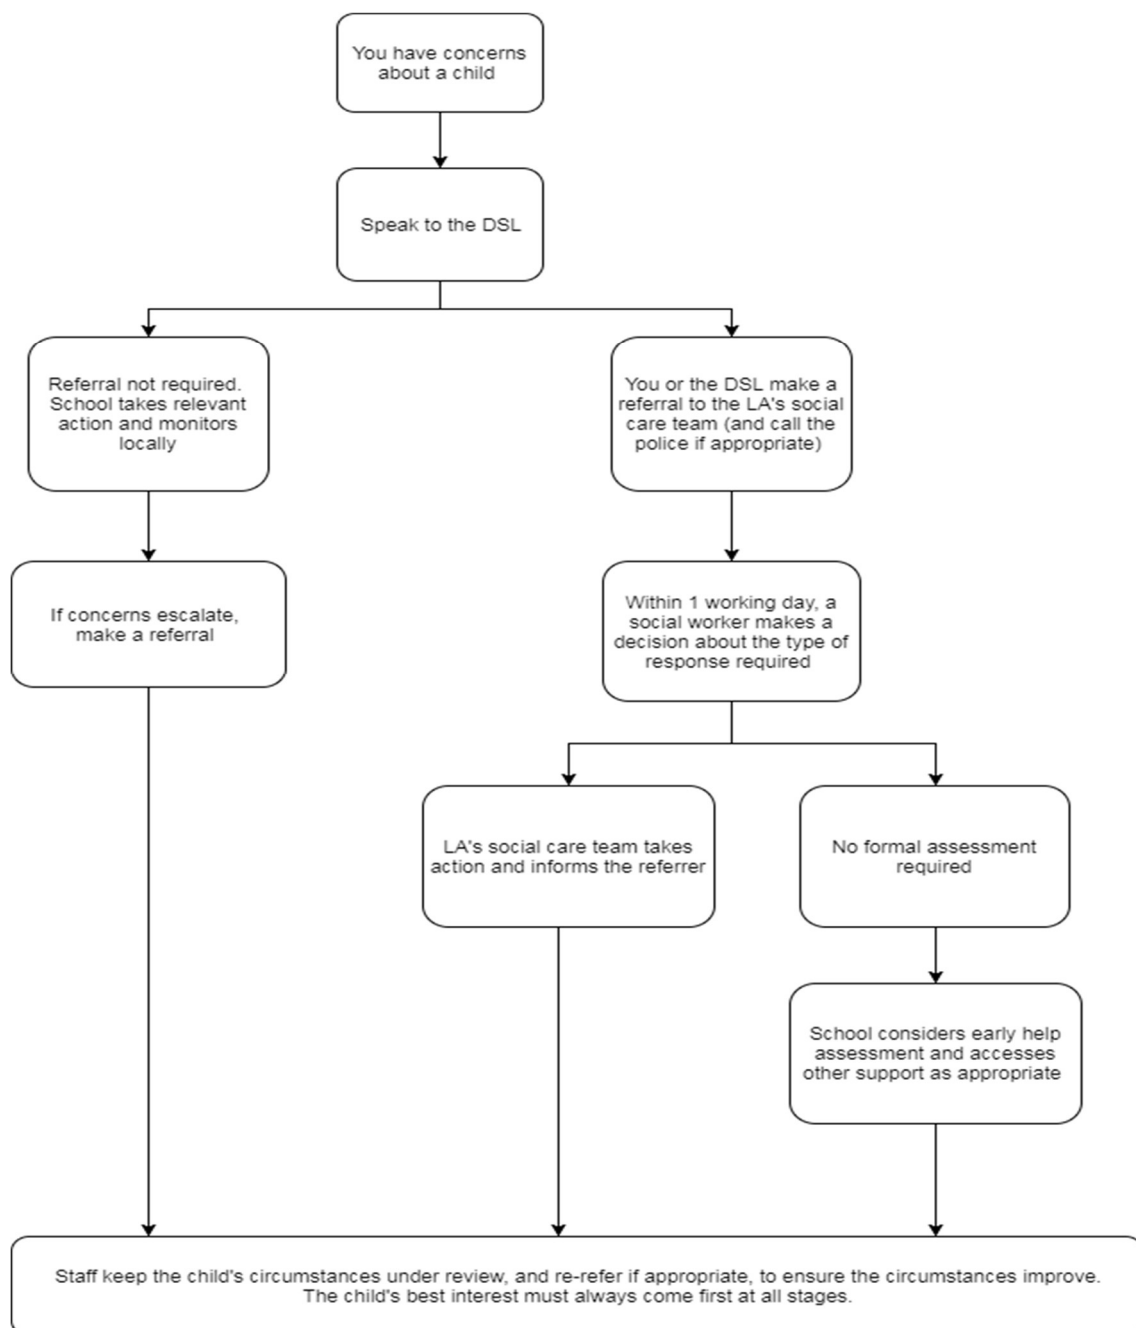 You have concerns
about a child
Speak to the DSL
Referral not required.
School takes relevant
action and monitors
locally
You or the DSL make a
referral to the LA's social
care team (and call the
police if appropriate)
If concerns escalate,
make a referral
Within 1 working day, a
social worker makes a
decision about the type of
response required
LA's social care team takes
action and informs the referrer
No formal assessment
required
School considers early help
assessment and accesses
other support as appropriate
Staff keep the child's circumstances under review, and re-refer if appropriate, to ensure the circumstances improve.
The child's best interest must always come first at all stages.